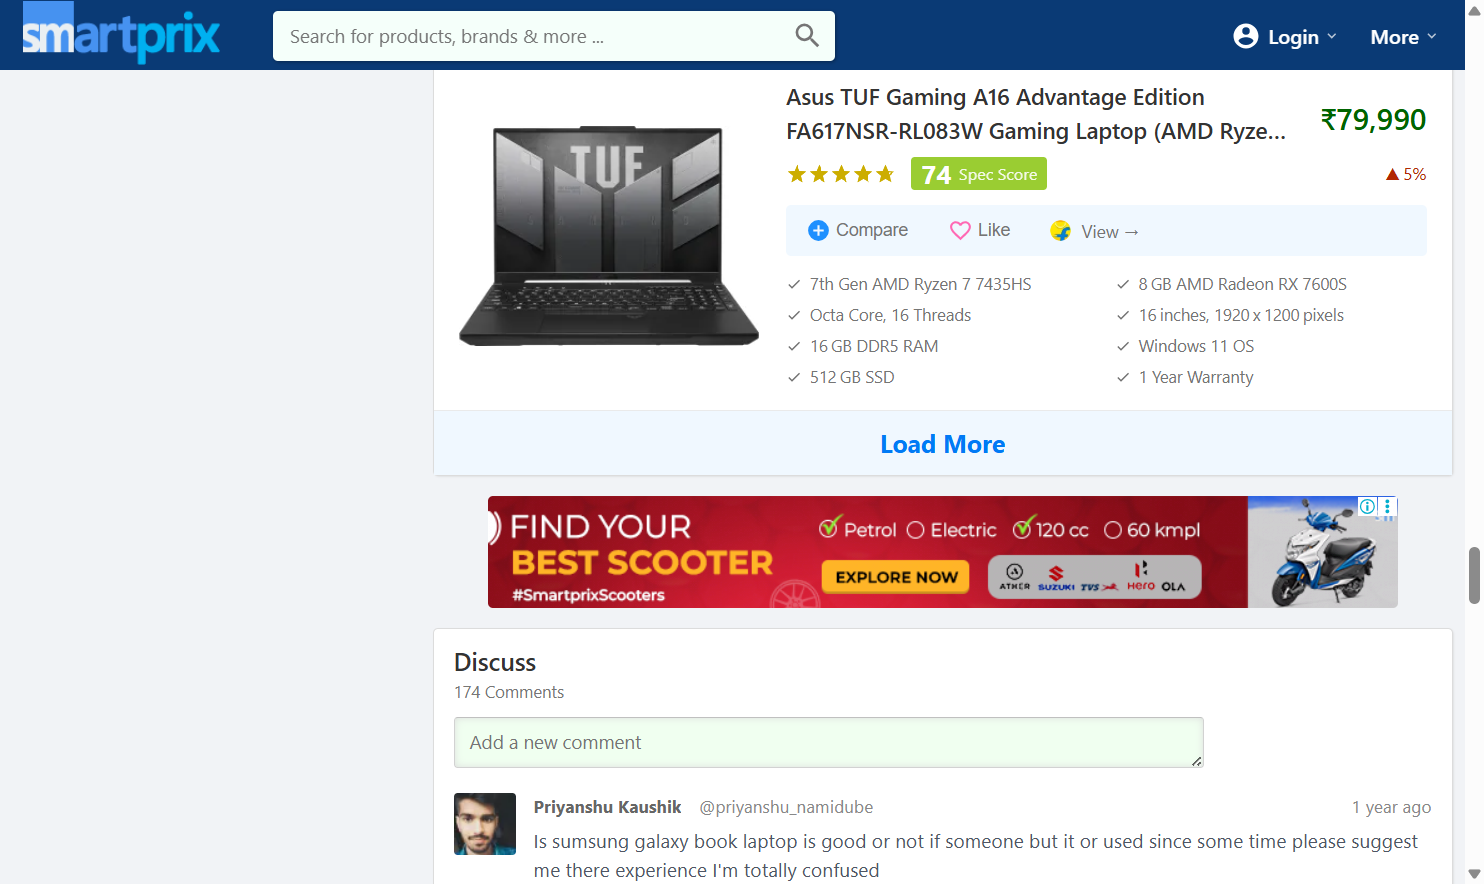 smartprix
Search for products, brands & more ...
Login
More
Asus TUF Gaming A16 Advantage Edition
FA617NSR-RL083W Gaming Laptop (AMD Ryze...
₹79,990
74 Spec Score
▲ 5%
Compare
Like
View →
TUF
7th Gen AMD Ryzen 7 7435HS
8 GB AMD Radeon RX 7600S
Octa Core, 16 Threads
16 inches, 1920 x 1200 pixels
16 GB DDR5 RAM
Windows 11 OS
512 GB SSD
1 Year Warranty
Load More
FIND YOUR
BEST SCOOTER
#SmartprixScooters
Petrol Electric 120 cc 60 kmpl
EXPLORE NOW
ATHER SUZUKI TVS Hero OLA
Discuss
174 Comments
Add a new comment
Priyanshu Kaushik @priyanshu_namidube 1 year ago
Is sumsung galaxy book laptop is good or not if someone but it or used since some time please suggest
me there experience I'm totally confused